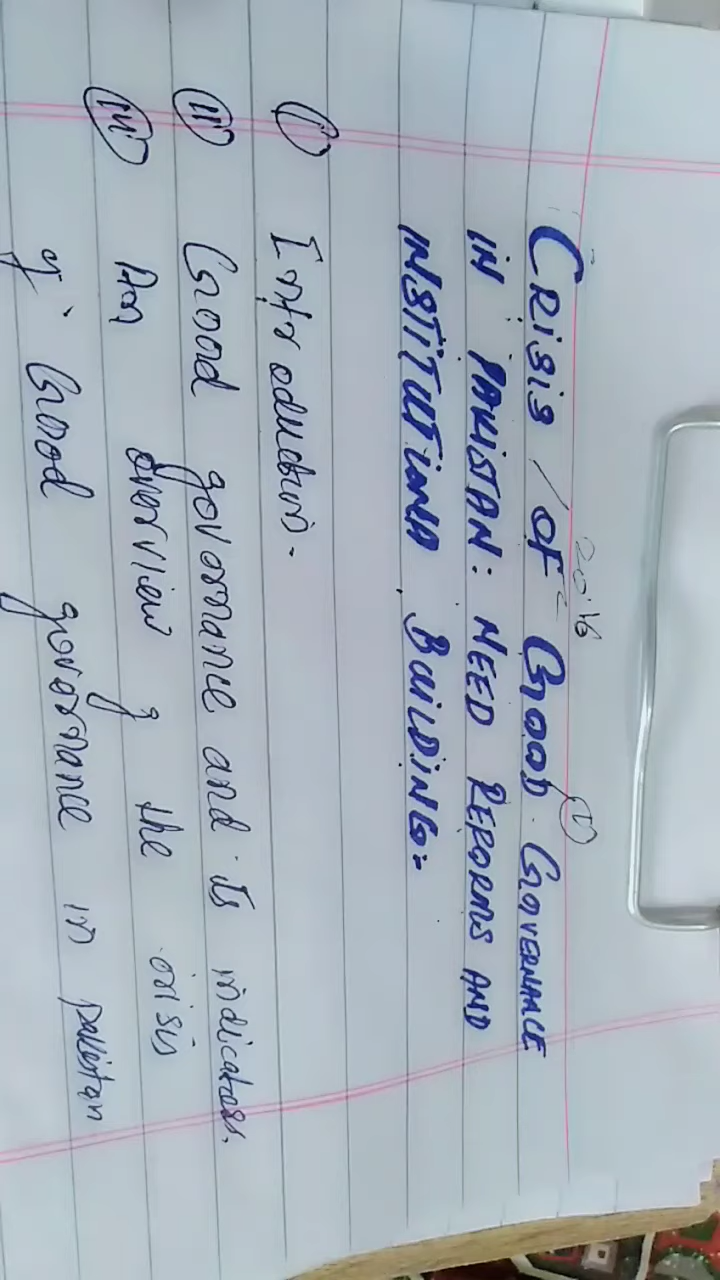 2016
(1)
CRISIS / OF GOOD GOVERNANCE
IN PAKISTAN: NEED REFORMS AND
INSTITUTIONA BUILDING:-
(i) Introduction.
(ii) Good governance and its indicators.
(iii) An overview of the crisis
of Good governance in pakistan